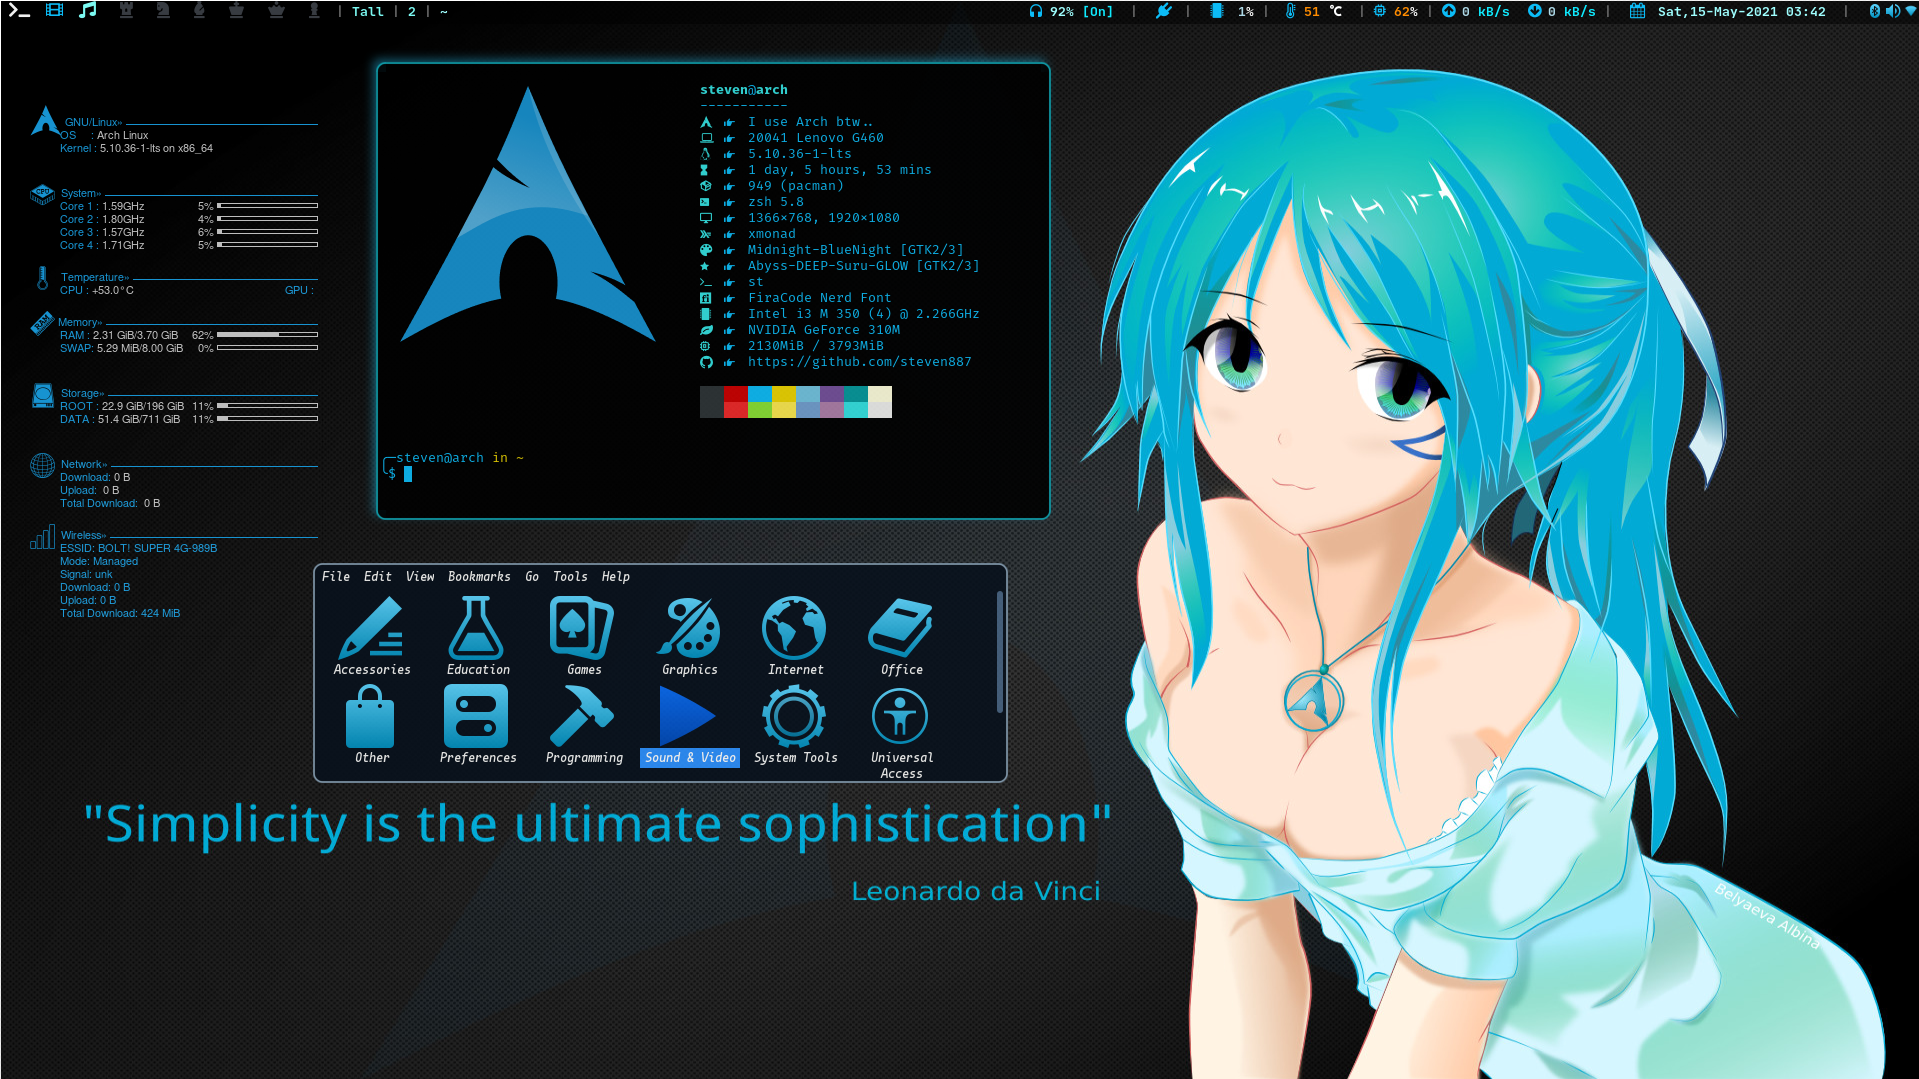 | Tall | 2 | ~
92% [On] | | 1% | 51 °C | 62% | 0 kB/s 0 kB/s | Sat,15-May-2021 03:42 |
GNU/Linux»
OS : Arch Linux
Kernel : 5.10.36-1-lts on x86_64
System»
Core 1 : 1.59GHz 5%
Core 2 : 1.80GHz 4%
Core 3 : 1.57GHz 6%
Core 4 : 1.71GHz 5%
Temperature»
CPU : +53.0°C GPU :
Memory»
RAM : 2.31 GiB/3.70 GiB 62%
SWAP: 5.29 MiB/8.00 GiB 0%
Storage»
ROOT : 22.9 GiB/196 GiB 11%
DATA : 51.4 GiB/711 GiB 11%
Network»
Download: 0 B
Upload: 0 B
Total Download: 0 B
Wireless»
ESSID: BOLT! SUPER 4G-989B
Mode: Managed
Signal: unk
Download: 0 B
Upload: 0 B
Total Download: 424 MiB
steven@arch
-----------
I use Arch btw..
20041 Lenovo G460
5.10.36-1-lts
1 day, 5 hours, 53 mins
949 (pacman)
zsh 5.8
1366×768, 1920×1080
xmonad
Midnight-BlueNight [GTK2/3]
Abyss-DEEP-Suru-GLOW [GTK2/3]
st
FiraCode Nerd Font
Intel i3 M 350 (4) @ 2.266GHz
NVIDIA GeForce 310M
2130MiB / 3793MiB
https://github.com/steven887
╭─steven@arch in ~
╰$
File Edit View Bookmarks Go Tools Help
Accessories Education Games Graphics Internet Office
Other Preferences Programming Sound & Video System Tools Universal
Access
"Simplicity is the ultimate sophistication"
Leonardo da Vinci
Belyaeva Albina